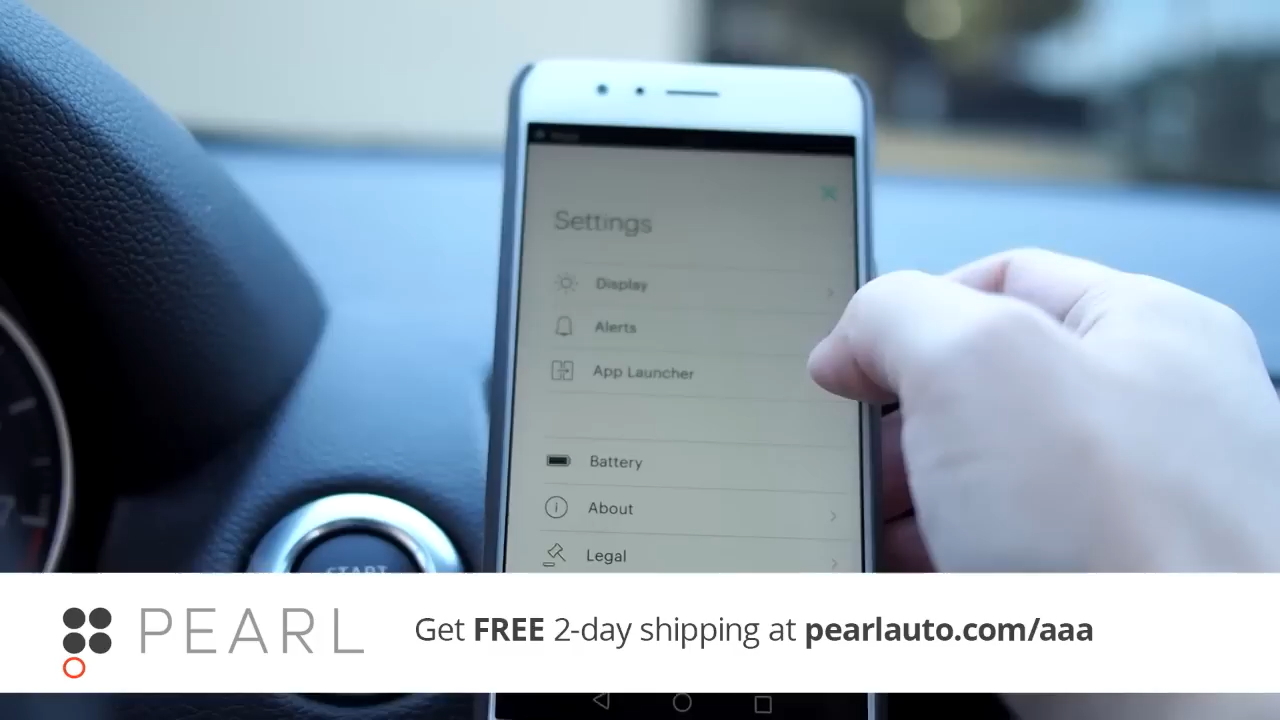 Settings
Display
Alerts
App Launcher
Battery
About
Legal
START
PEARL
Get FREE 2-day shipping at pearlauto.com/aaa